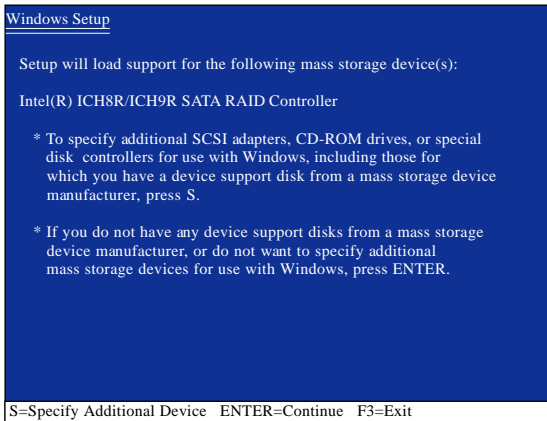 Windows Setup
Setup will load support for the following mass storage device(s):
Intel(R) ICH8R/ICH9R SATA RAID Controller
* To specify additional SCSI adapters, CD-ROM drives, or special
disk controllers for use with Windows, including those for
which you have a device support disk from a mass storage device
manufacturer, press S.
* If you do not have any device support disks from a mass storage
device manufacturer, or do not want to specify additional
mass storage devices for use with Windows, press ENTER.
S=Specify Additional Device ENTER=Continue F3=Exit